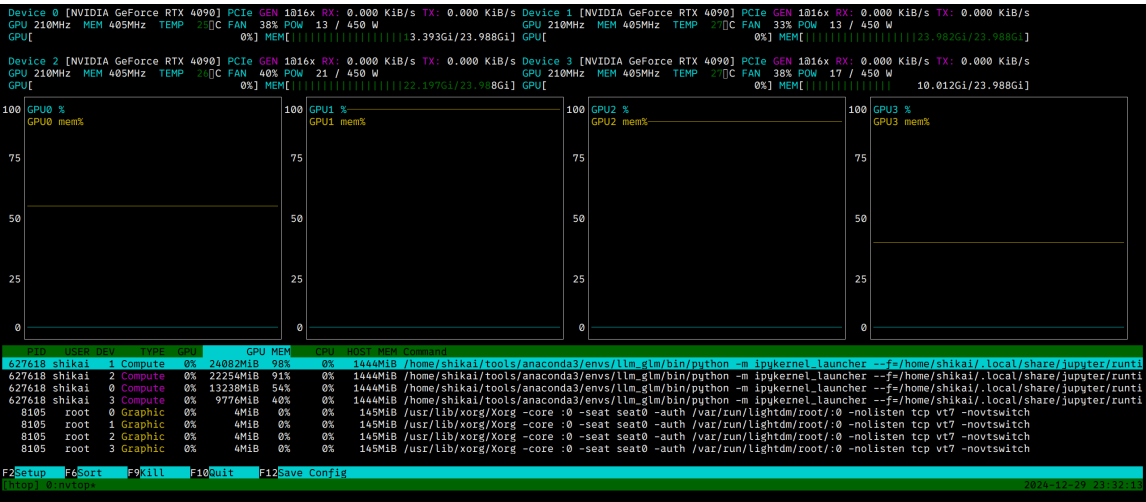 Device 0 [NVIDIA GeForce RTX 4090] PCIe GEN 1@16x RX: 0.000 KiB/s TX: 0.000 KiB/s Device 1 [NVIDIA GeForce RTX 4090] PCIe GEN 1@16x RX: 0.000 KiB/s TX: 0.000 KiB/s
GPU 210MHz MEM 405MHz TEMP 25▯C FAN 38% POW 13 / 450 W GPU 210MHz MEM 405MHz TEMP 27▯C FAN 33% POW 13 / 450 W
GPU[ 0%] MEM[||||||||||||||||||13.393Gi/23.988Gi] GPU[ 0%] MEM[||||||||||||||||||23.982Gi/23.988Gi]
Device 2 [NVIDIA GeForce RTX 4090] PCIe GEN 1@16x RX: 0.000 KiB/s TX: 0.000 KiB/s Device 3 [NVIDIA GeForce RTX 4090] PCIe GEN 1@16x RX: 0.000 KiB/s TX: 0.000 KiB/s
GPU 210MHz MEM 405MHz TEMP 26▯C FAN 40% POW 21 / 450 W GPU 210MHz MEM 405MHz TEMP 27▯C FAN 38% POW 17 / 450 W
GPU[ 0%] MEM[||||||||||||||||||22.197Gi/23.988Gi] GPU[ 0%] MEM[|||||||||||||| 10.012Gi/23.988Gi]
100 GPU0 % 100 GPU1 % 100 GPU2 % 100 GPU3 %
GPU0 mem% GPU1 mem% GPU2 mem% GPU3 mem%
75 75 75 75
50 50 50 50
25 25 25 25
0 0 0 0
PID USER DEV TYPE GPU GPU MEM CPU HOST MEM Command
627618 shikai 1 Compute 0% 24082MiB 98% 0% 1444MiB /home/shikai/tools/anaconda3/envs/llm_glm/bin/python -m ipykernel_launcher --f=/home/shikai/.local/share/jupyter/runti
627618 shikai 2 Compute 0% 22254MiB 91% 0% 1444MiB /home/shikai/tools/anaconda3/envs/llm_glm/bin/python -m ipykernel_launcher --f=/home/shikai/.local/share/jupyter/runti
627618 shikai 0 Compute 0% 13238MiB 54% 0% 1444MiB /home/shikai/tools/anaconda3/envs/llm_glm/bin/python -m ipykernel_launcher --f=/home/shikai/.local/share/jupyter/runti
627618 shikai 3 Compute 0% 9776MiB 40% 0% 1444MiB /home/shikai/tools/anaconda3/envs/llm_glm/bin/python -m ipykernel_launcher --f=/home/shikai/.local/share/jupyter/runti
8105 root 0 Graphic 0% 4MiB 0% 0% 145MiB /usr/lib/xorg/Xorg -core :0 -seat seat0 -auth /var/run/lightdm/root/:0 -nolisten tcp vt7 -novtswitch
8105 root 1 Graphic 0% 4MiB 0% 0% 145MiB /usr/lib/xorg/Xorg -core :0 -seat seat0 -auth /var/run/lightdm/root/:0 -nolisten tcp vt7 -novtswitch
8105 root 2 Graphic 0% 4MiB 0% 0% 145MiB /usr/lib/xorg/Xorg -core :0 -seat seat0 -auth /var/run/lightdm/root/:0 -nolisten tcp vt7 -novtswitch
8105 root 3 Graphic 0% 4MiB 0% 0% 145MiB /usr/lib/xorg/Xorg -core :0 -seat seat0 -auth /var/run/lightdm/root/:0 -nolisten tcp vt7 -novtswitch
F2Setup F6Sort F9Kill F10Quit F12Save Config
[htop] 0:nvtop* 2024-12-29 23:32:13